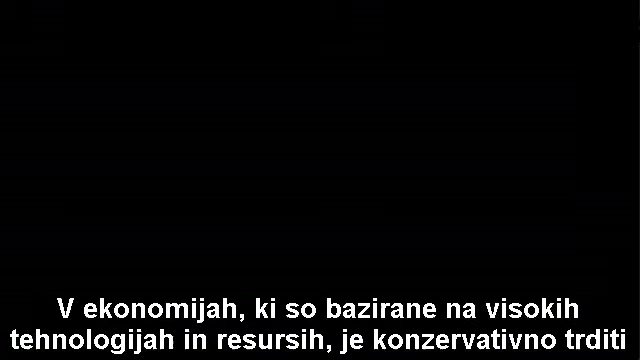 V ekonomijah, ki so bazirane na visokih
tehnologijah in resursih, je konzervativno trditi